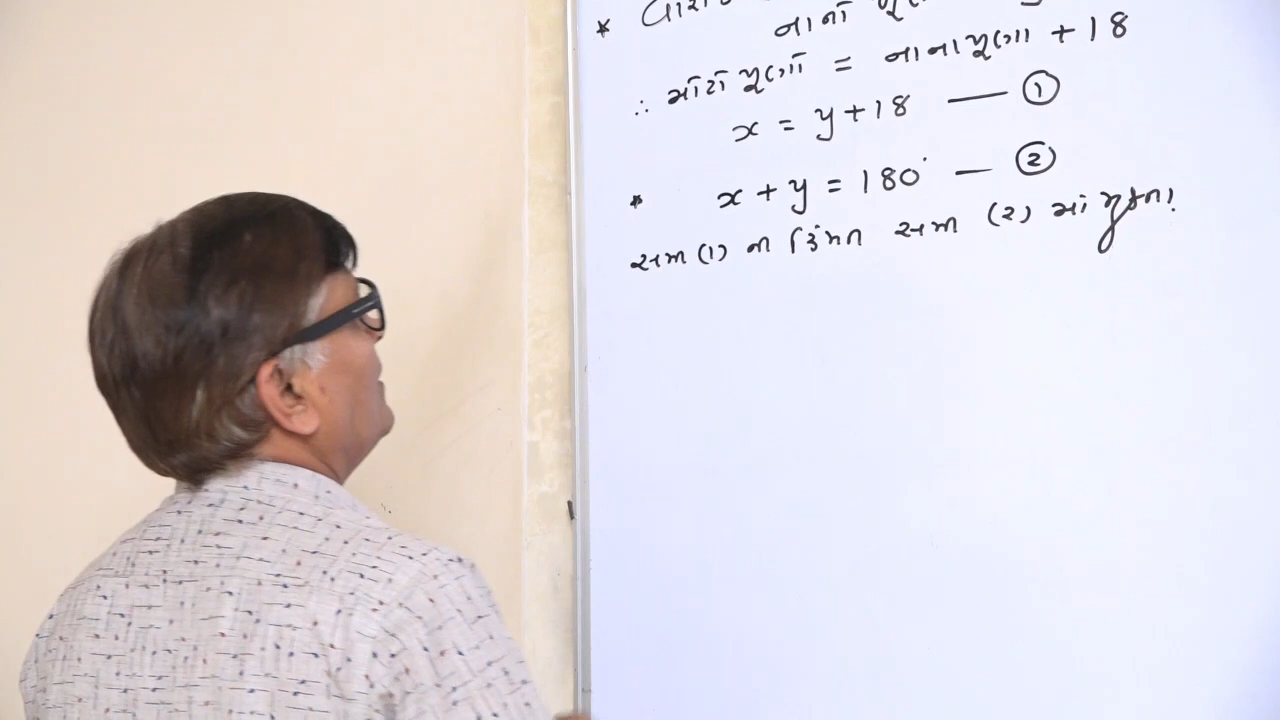 * ધારો
નાનો
∴ મોટો ખૂણો = નાનો ખૂણો + 18
x = y + 18 — ①
* x + y = 180° — ②
સમી (1) ની કિંમત સમી (2) માં મૂકતા